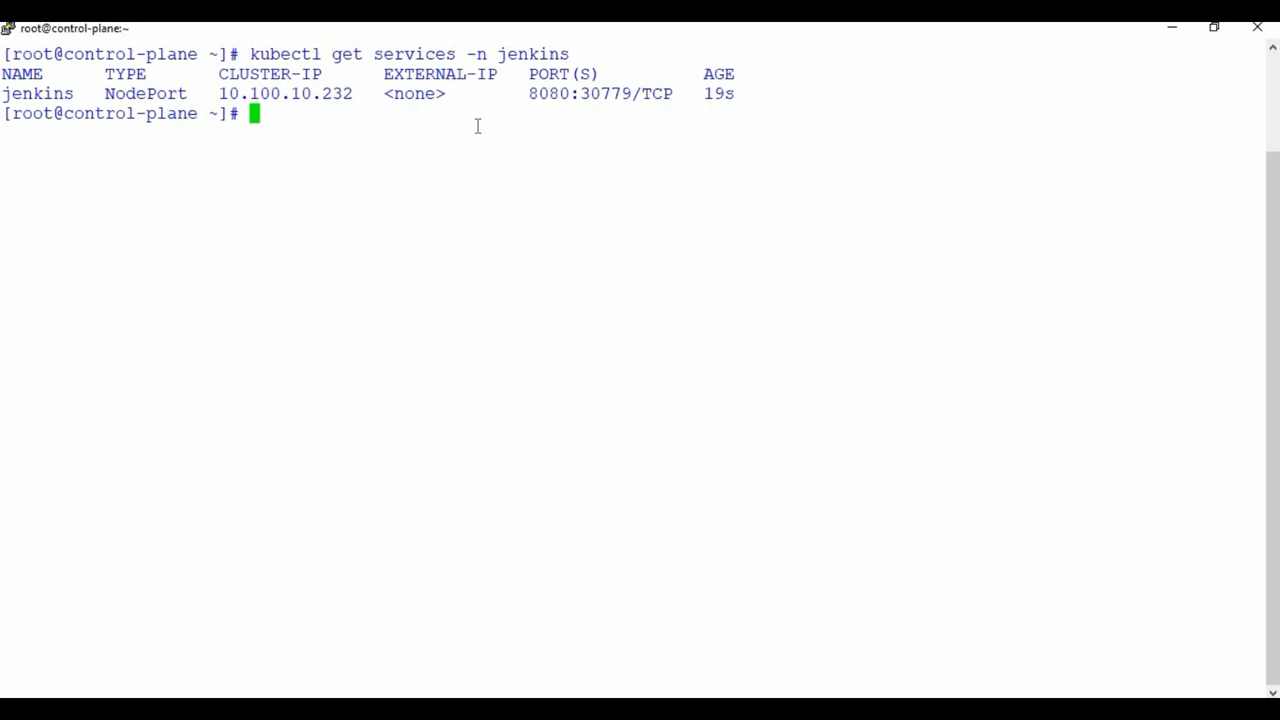 root@control-plane:~
[root@control-plane ~]# kubectl get services -n jenkins
NAME      TYPE       CLUSTER-IP      EXTERNAL-IP   PORT(S)          AGE
jenkins   NodePort   10.100.10.232   <none>        8080:30779/TCP   19s
[root@control-plane ~]#